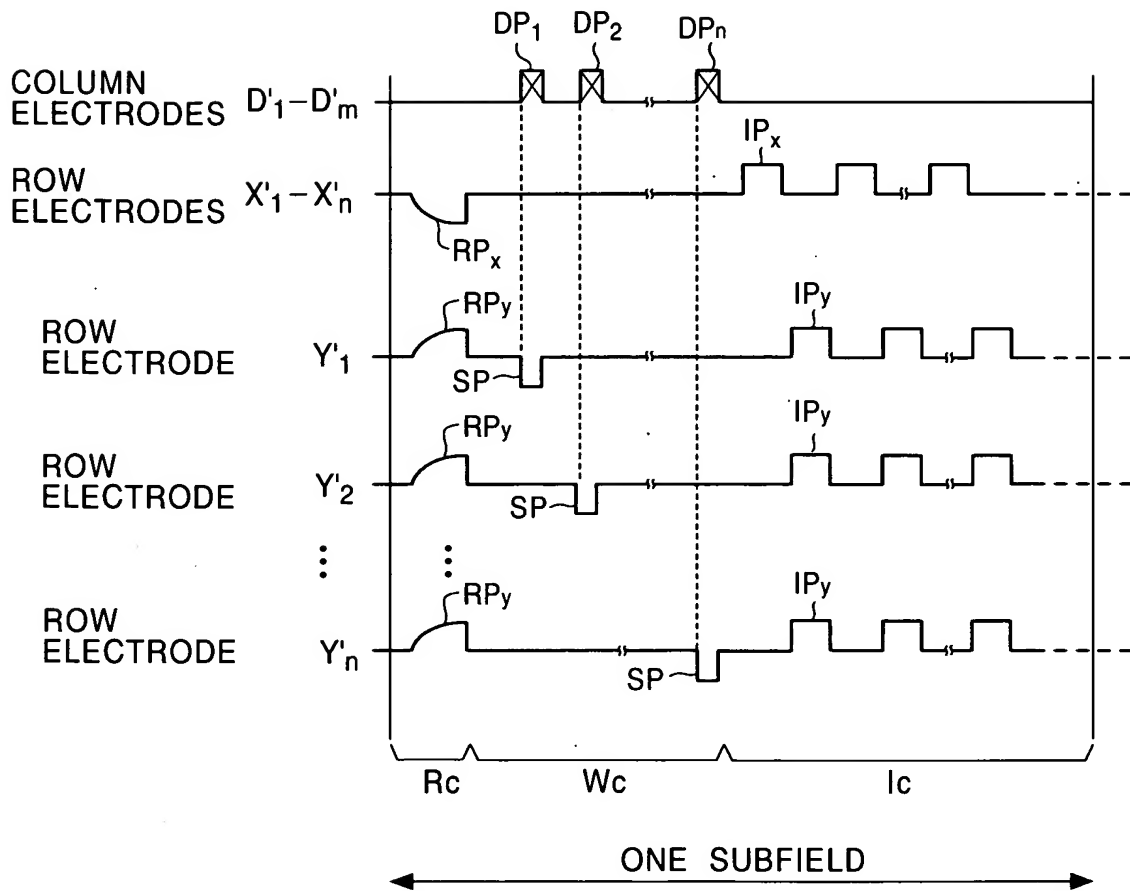 DP1 DP2 DPn
COLUMN
ELECTRODES D'1–D'm
IPx
ROW
ELECTRODES X'1–X'n
RPx
RPy IPy
ROW
ELECTRODE Y'1
SP
RPy IPy
ROW
ELECTRODE Y'2
SP
RPy IPy
ROW
ELECTRODE Y'n
SP
Rc Wc Ic
ONE SUBFIELD